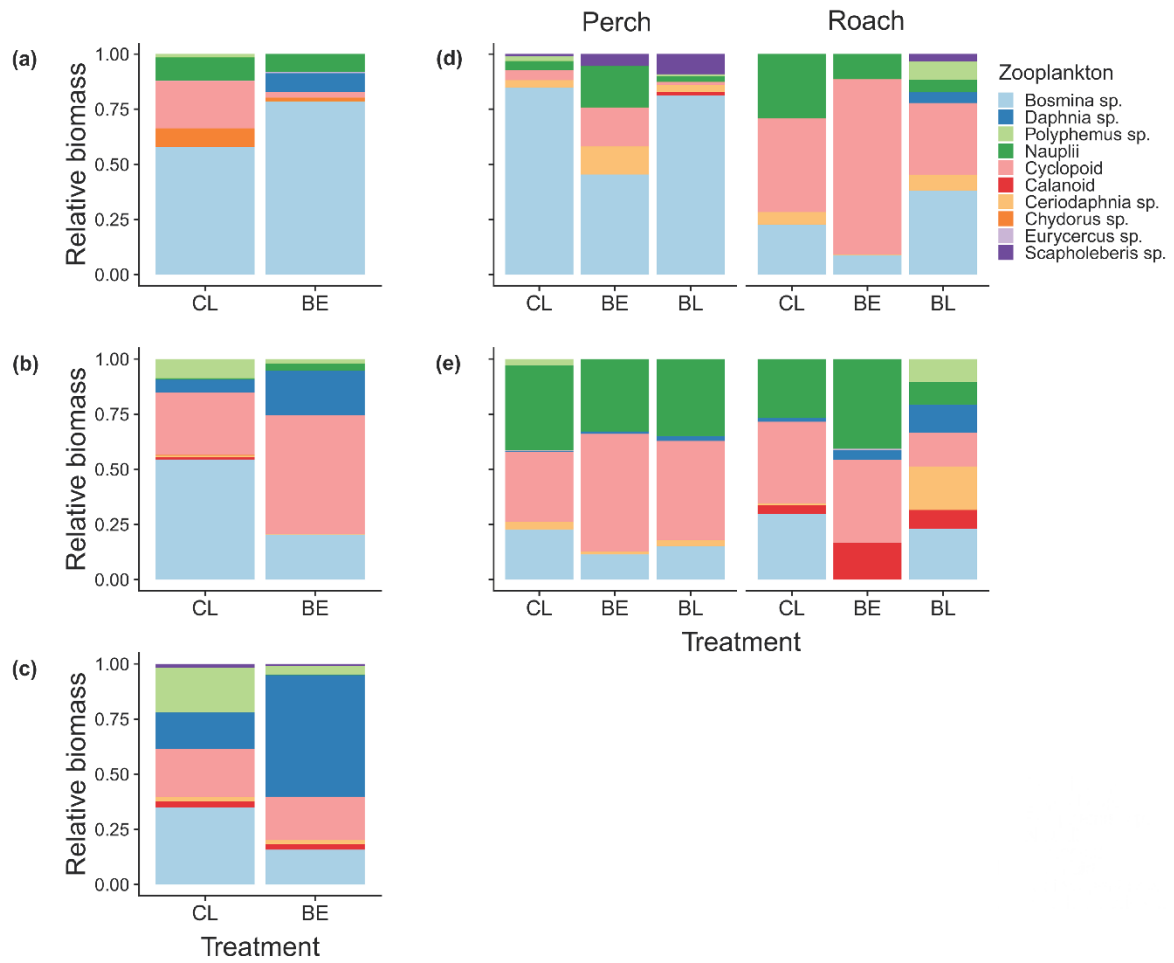 Perch
Roach
(a)
Relative biomass
1.00
0.75
0.50
0.25
0.00
CL
BE
(d)
Relative biomass
CL
BE
BL
CL
BE
BL
Zooplankton
Bosmina sp.
Daphnia sp.
Polyphemus sp.
Nauplii
Cyclopoid
Calanoid
Ceriodaphnia sp.
Chydorus sp.
Eurycercus sp.
Scapholeberis sp.
(b)
Relative biomass
1.00
0.75
0.50
0.25
0.00
CL
BE
(e)
Relative biomass
CL
BE
BL
CL
BE
BL
Treatment
(c)
Relative biomass
1.00
0.75
0.50
0.25
0.00
CL
BE
Treatment